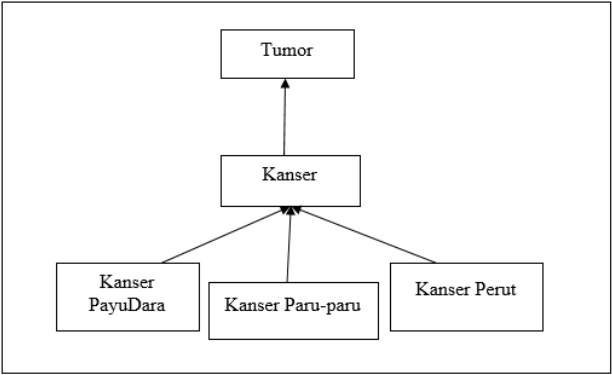 Tumor
Kanser
Kanser
PayuDara
Kanser Paru-paru
Kanser Perut